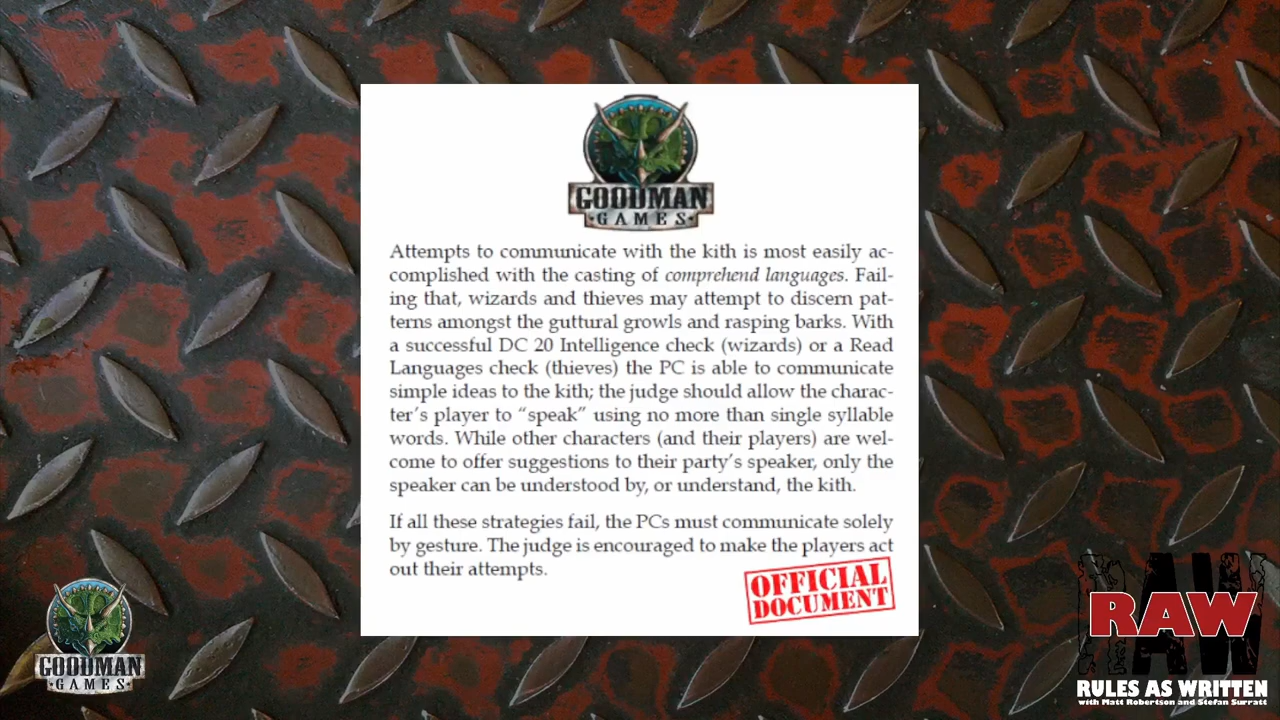 GOODMAN
GAMES
Attempts to communicate with the kith is most easily ac-
complished with the casting of comprehend languages. Fail-
ing that, wizards and thieves may attempt to discern pat-
terns amongst the guttural growls and rasping barks. With
a successful DC 20 Intelligence check (wizards) or a Read
Languages check (thieves) the PC is able to communicate
simple ideas to the kith; the judge should allow the charac-
ter's player to “speak” using no more than single syllable
words. While other characters (and their players) are wel-
come to offer suggestions to their party's speaker, only the
speaker can be understood by, or understand, the kith.
If all these strategies fail, the PCs must communicate solely
by gesture. The judge is encouraged to make the players act
out their attempts.
OFFICIAL
DOCUMENT
GOODMAN
GAMES
RAW
RAW
RULES AS WRITTEN
with Matt Robertson and Stefan Surratt